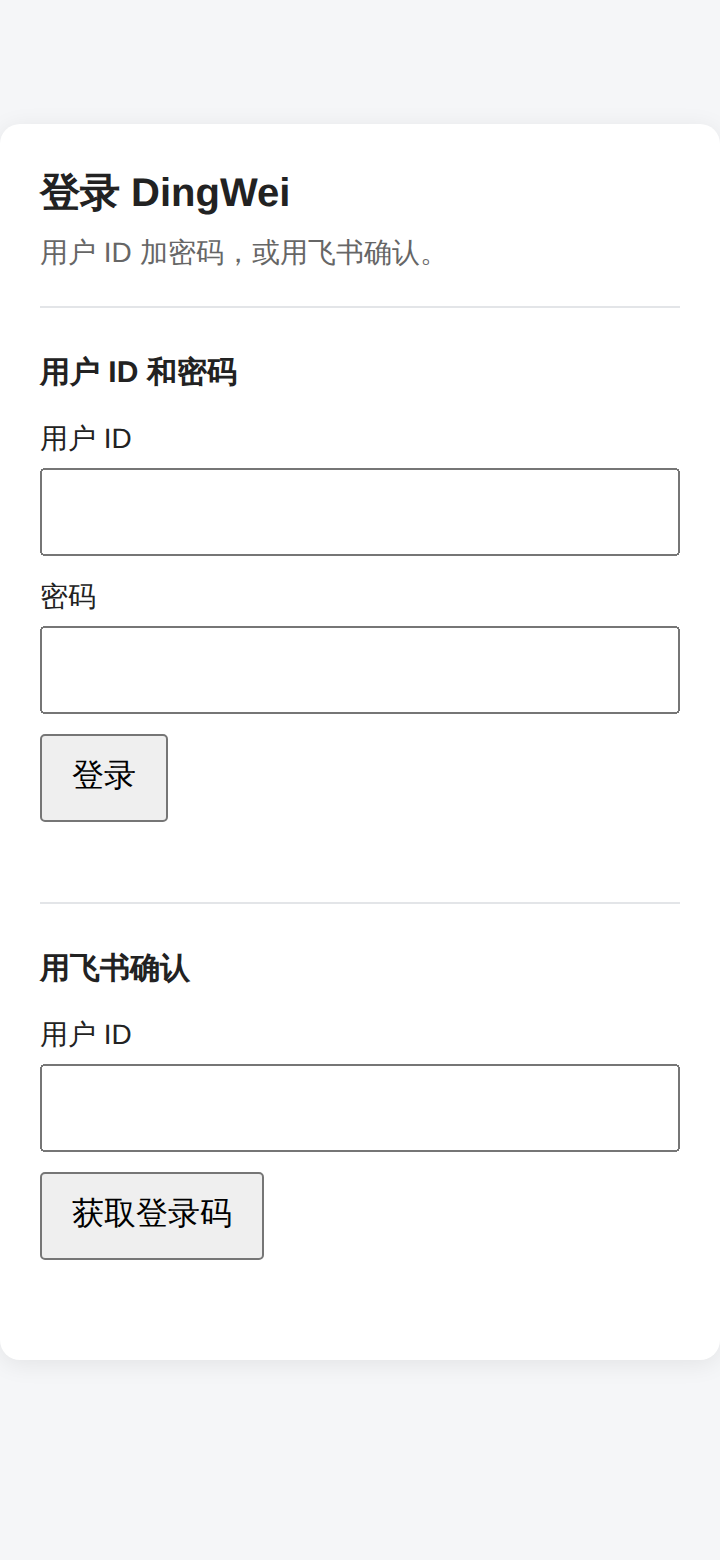 登录 DingWei
用户 ID 加密码，或用飞书确认。
用户 ID 和密码
用户 ID
密码
登录
用飞书确认
用户 ID
获取登录码